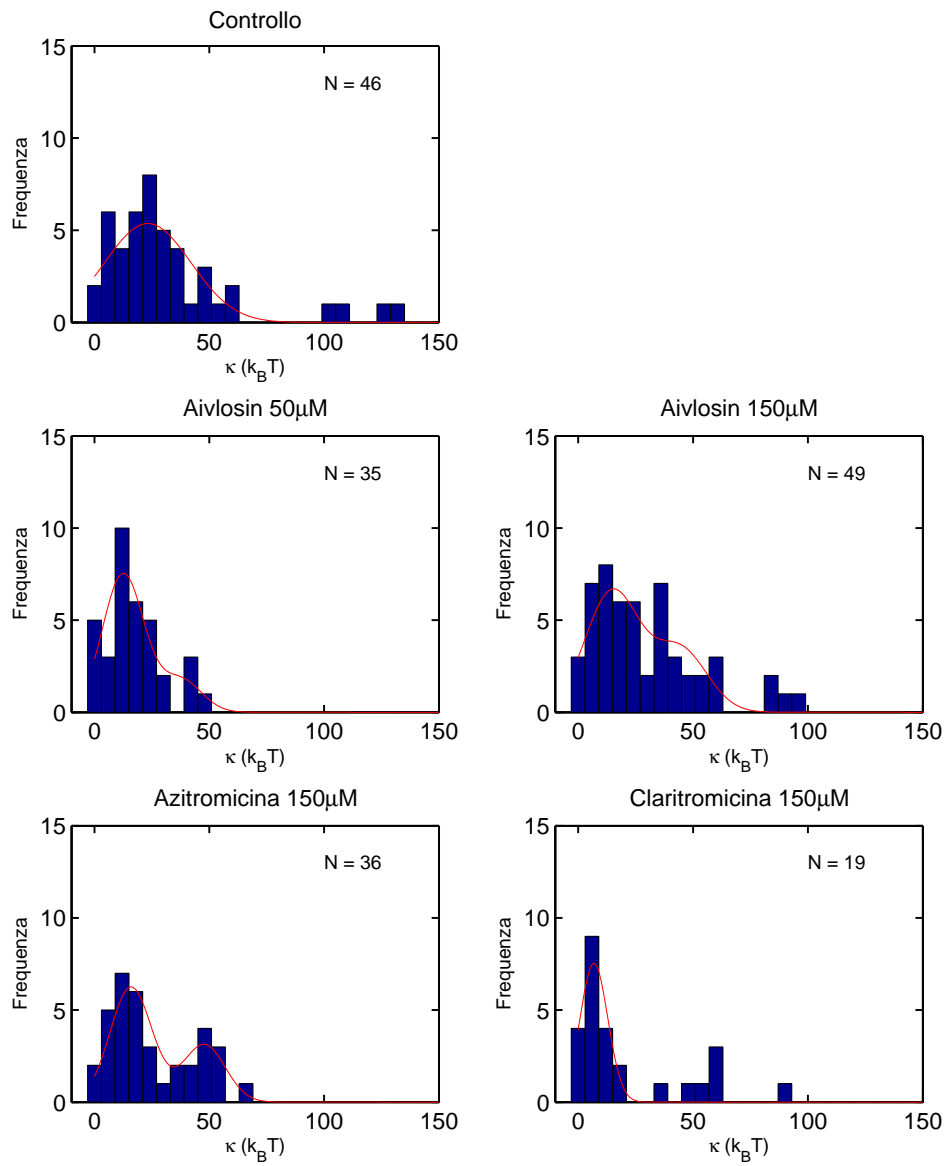 Controllo
15
N = 46
10
Frequenza
5
0
0 50 100 150
κ (k_BT)
Aivlosin 50μM
15
N = 35
10
Frequenza
5
0
0 50 100 150
κ (k_BT)
Aivlosin 150μM
15
N = 49
10
Frequenza
5
0
0 50 100 150
κ (k_BT)
Azitromicina 150μM
15
N = 36
10
Frequenza
5
0
0 50 100 150
κ (k_BT)
Claritromicina 150μM
15
N = 19
10
Frequenza
5
0
0 50 100 150
κ (k_BT)